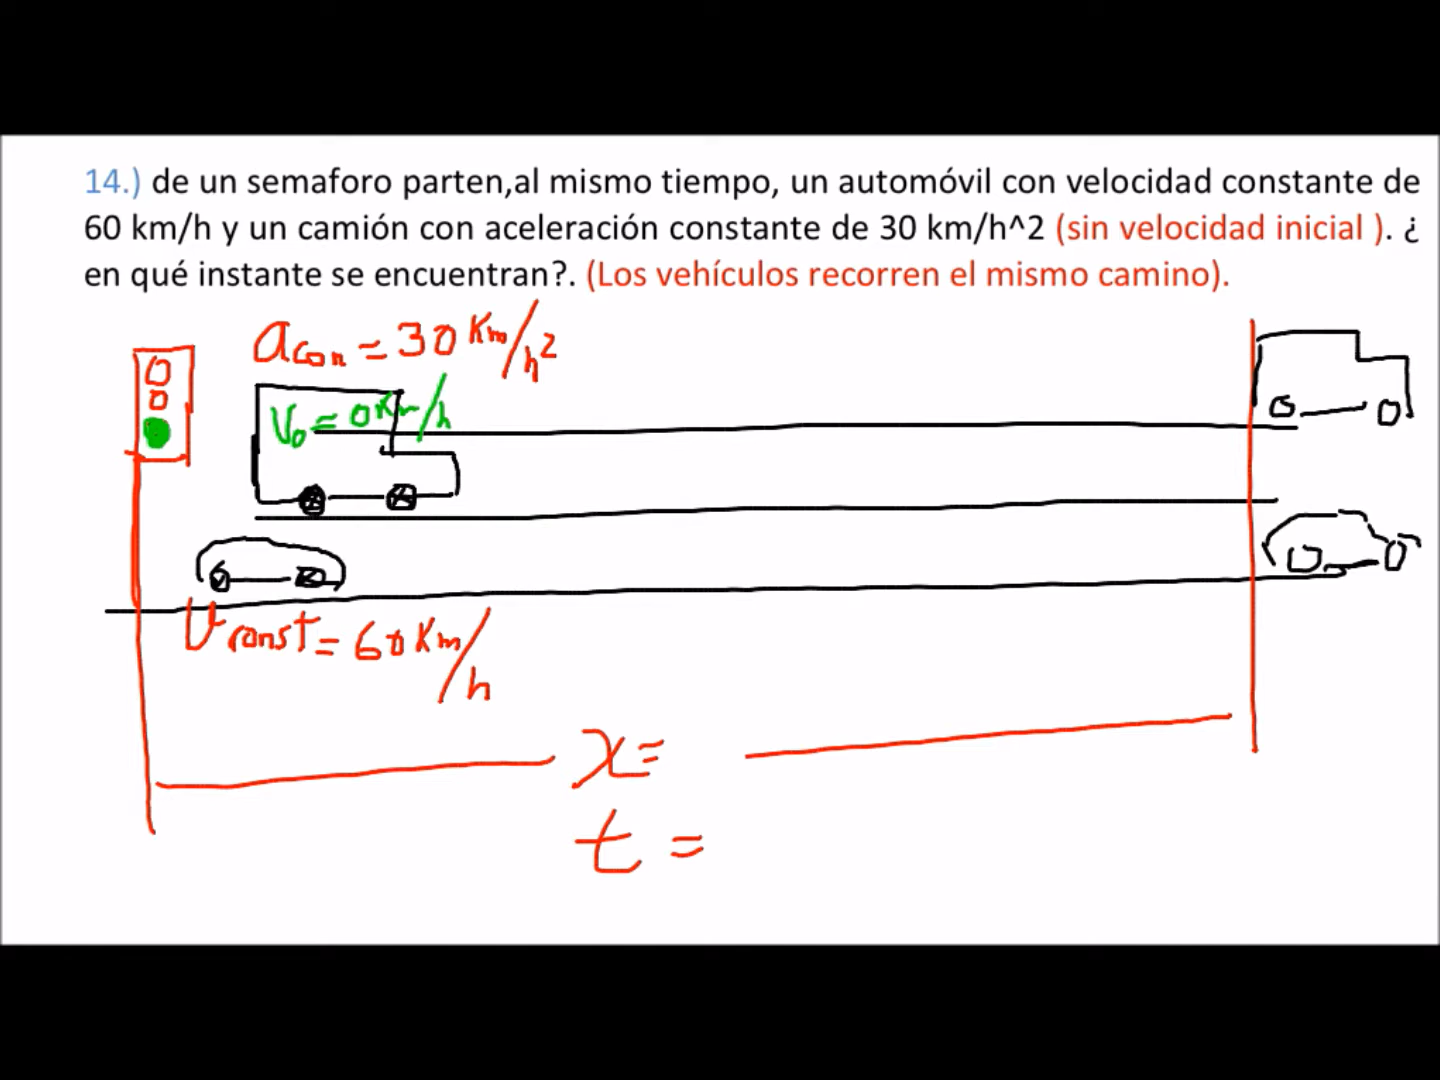 14.) de un semaforo parten,al mismo tiempo, un automóvil con velocidad constante de
60 km/h y un camión con aceleración constante de 30 km/h^2 (sin velocidad inicial ). ¿
en qué instante se encuentran?. (Los vehículos recorren el mismo camino).
acon = 30 Km/h²
V₀ = 0 Km/h
Vconst = 60 Km/h
x =
t =